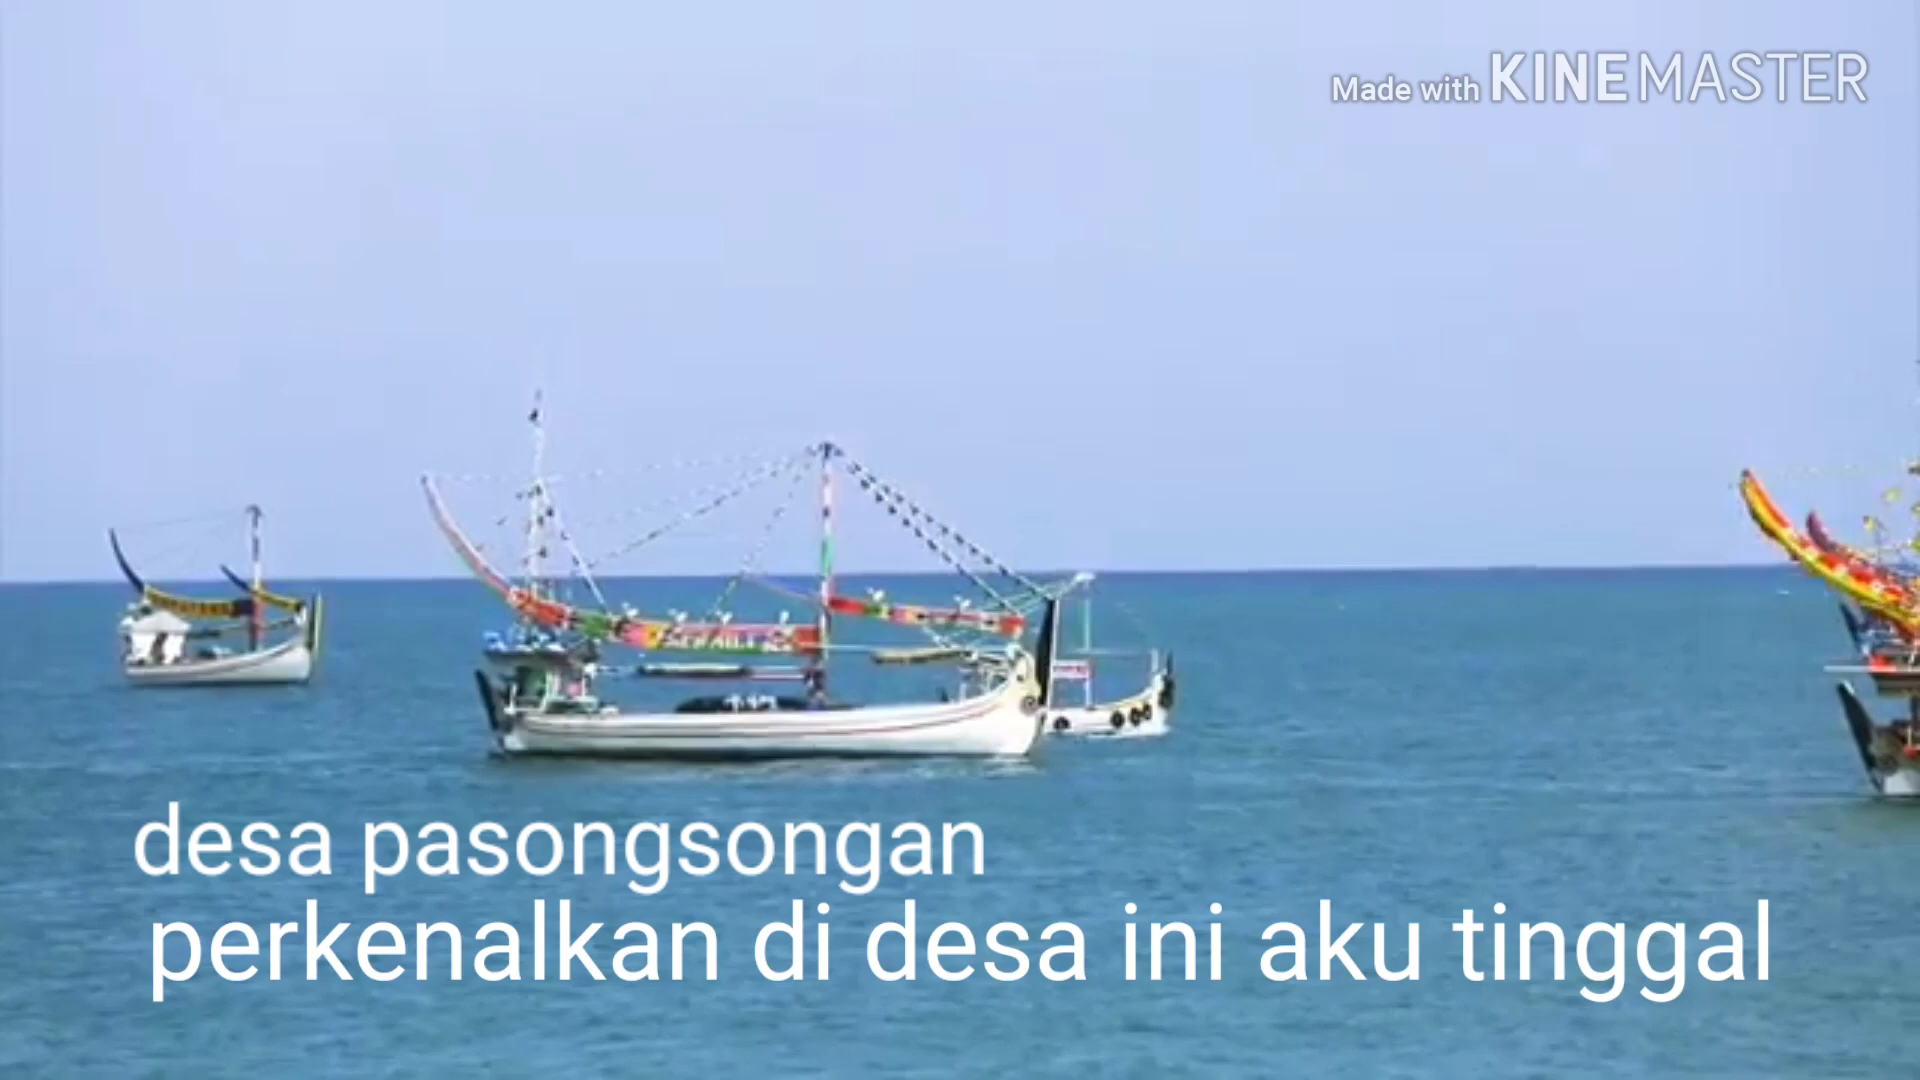 Made with KINEMASTER
desa pasongsongan
perkenalkan di desa ini aku tinggal